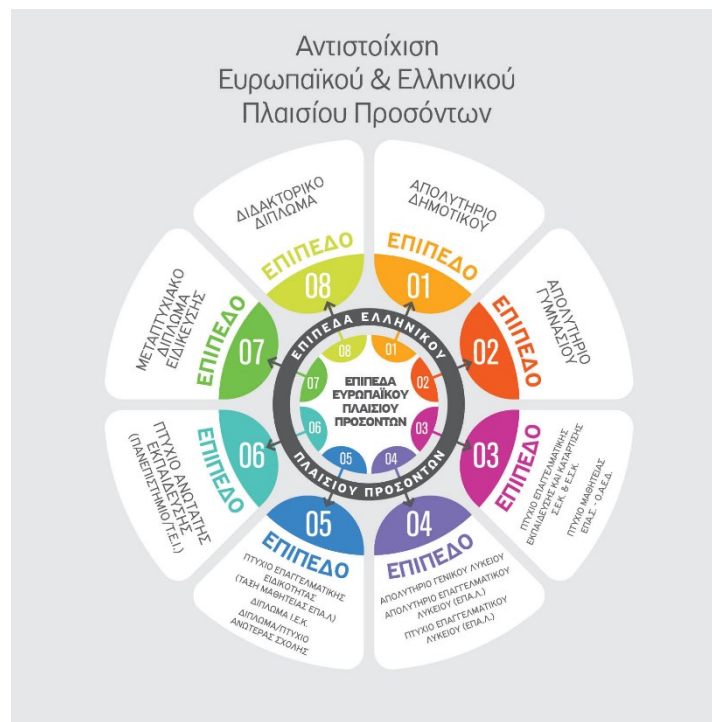 Αντιστοίχιση
Ευρωπαϊκού & Ελληνικού
Πλαισίου Προσόντων
ΑΠΟΛΥΤΗΡΙΟ
ΔΗΜΟΤΙΚΟΥ
ΕΠΙΠΕΔΟ
01
ΑΠΟΛΥΤΗΡΙΟ
ΓΥΜΝΑΣΙΟΥ
ΕΠΙΠΕΔΟ
02
ΕΠΙΠΕΔΟ
03
ΠΤΥΧΙΟ ΕΠΑΓΓΕΛΜΑΤΙΚΗΣ
ΕΚΠΑΙΔΕΥΣΗΣ ΚΑΙ ΚΑΤΑΡΤΙΣΗΣ
Σ.Ε.Κ. & Ε.Σ.Κ.
ΠΤΥΧΙΟ ΜΑΘΗΤΕΙΑΣ
ΕΠΑ.Σ. - Ο.Α.Ε.Δ.
04
ΕΠΙΠΕΔΟ
ΑΠΟΛΥΤΗΡΙΟ ΓΕΝΙΚΟΥ ΛΥΚΕΙΟΥ
ΑΠΟΛΥΤΗΡΙΟ ΕΠΑΓΓΕΛΜΑΤΙΚΟΥ
ΛΥΚΕΙΟΥ (ΕΠΑ.Λ.)
ΠΤΥΧΙΟ ΕΠΑΓΓΕΛΜΑΤΙΚΟΥ
ΛΥΚΕΙΟΥ (ΕΠΑ.Λ.)
05
ΕΠΙΠΕΔΟ
ΠΤΥΧΙΟ ΕΠΑΓΓΕΛΜΑΤΙΚΗΣ
ΕΙΔΙΚΟΤΗΤΑΣ
(ΤΑΞΗ ΜΑΘΗΤΕΙΑΣ ΕΠΑ.Λ)
ΔΙΠΛΩΜΑ Ι.Ε.Κ.
ΔΙΠΛΩΜΑ/ΠΤΥΧΙΟ
ΑΝΩΤΕΡΑΣ ΣΧΟΛΗΣ
06
ΕΠΙΠΕΔΟ
ΠΤΥΧΙΟ ΑΝΩΤΑΤΗΣ
ΕΚΠΑΙΔΕΥΣΗΣ
(ΠΑΝΕΠΙΣΤΗΜΙΟ/Τ.Ε.Ι.)
ΜΕΤΑΠΤΥΧΙΑΚΟ
ΔΙΠΛΩΜΑ
ΕΙΔΙΚΕΥΣΗΣ
ΕΠΙΠΕΔΟ
07
ΔΙΔΑΚΤΟΡΙΚΟ
ΔΙΠΛΩΜΑ
ΕΠΙΠΕΔΟ
08
ΕΠΙΠΕΔΑ ΕΛΛΗΝΙΚΟΥ
ΠΛΑΙΣΙΟΥ ΠΡΟΣΟΝΤΩΝ
01
02
03
04
05
06
07
08
ΕΠΙΠΕΔΑ
ΕΥΡΩΠΑΪΚΟΥ
ΠΛΑΙΣΙΟΥ
ΠΡΟΣΟΝΤΩΝ